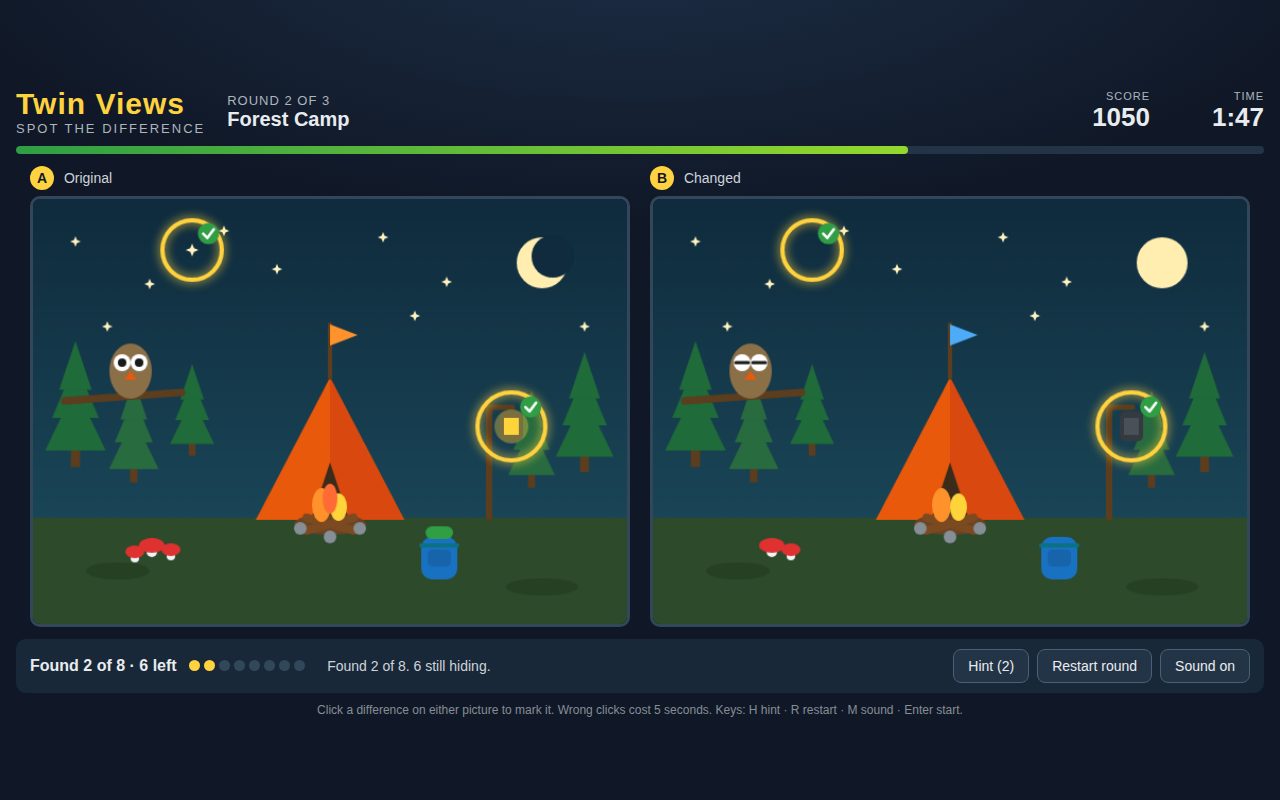 Twin Views
SPOT THE DIFFERENCE
ROUND 2 OF 3
Forest Camp
SCORE
1050
TIME
1:47
A Original
B Changed
Found 2 of 8 · 6 left
Found 2 of 8. 6 still hiding.
Hint (2)
Restart round
Sound on
Click a difference on either picture to mark it. Wrong clicks cost 5 seconds. Keys: H hint · R restart · M sound · Enter start.